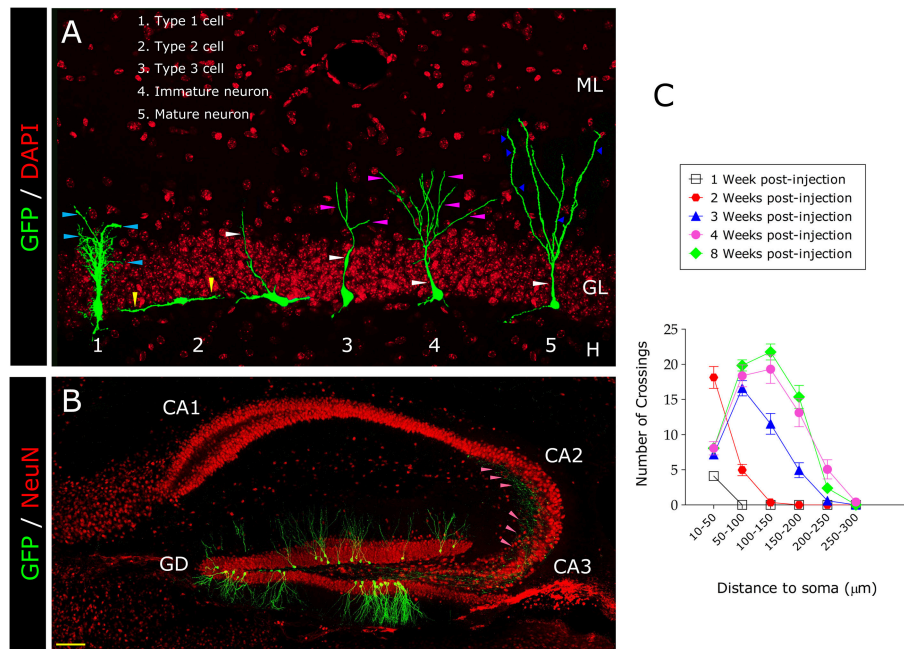 GFP / DAPI
A
1. Type 1 cell
2. Type 2 cell
3. Type 3 cell
4. Immature neuron
5. Mature neuron
ML
GL
H
1
2
3
4
5
GFP / NeuN
B
CA1
CA2
GD
CA3
C
1 Week post-injection
2 Weeks post-injection
3 Weeks post-injection
4 Weeks post-injection
8 Weeks post-injection
Number of Crossings
25
20
15
10
5
0
10-50
50-100
100-150
150-200
200-250
250-300
Distance to soma (μm)